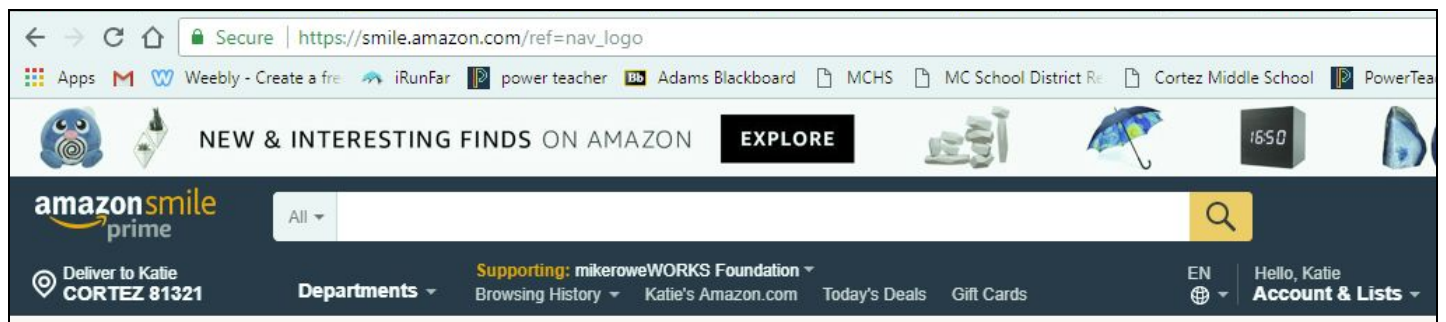 Secure | https://smile.amazon.com/ref=nav_logo
Apps Weebly - Create a fre iRunFar power teacher Bb Adams Blackboard MCHS MC School District Re Cortez Middle School PowerTea
NEW & INTERESTING FINDS ON AMAZON EXPLORE 16:50
amazonsmile
prime
All
Deliver to Katie
CORTEZ 81321
Departments
Supporting: mikeroweWORKS Foundation
Browsing History Katie's Amazon.com Today's Deals Gift Cards
EN
Hello, Katie
Account & Lists